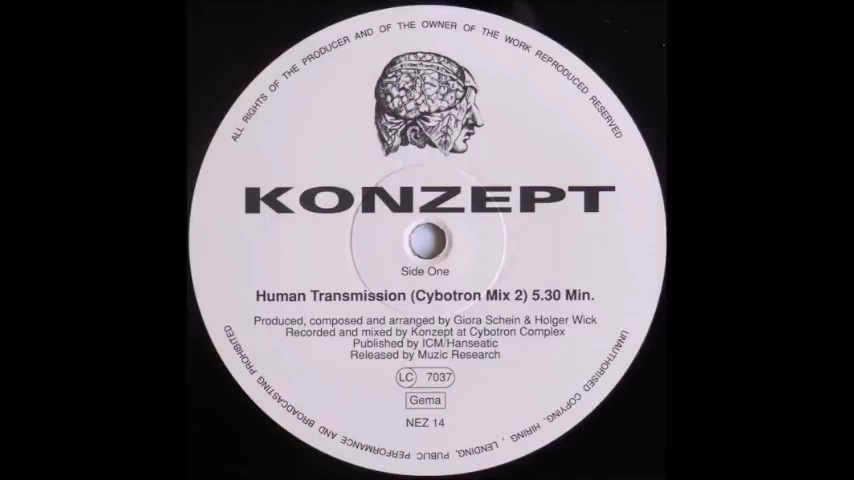 ALL RIGHTS OF THE PRODUCER AND OF THE OWNER OF THE WORK REPRODUCED RESERVED
KONZEPT
Side One
Human Transmission (Cybotron Mix 2) 5.30 Min.
Produced, composed and arranged by Giora Schein & Holger Wick
Recorded and mixed by Konzept at Cybotron Complex
Published by ICM/Hanseatic
Released by Muzic Research
LC 7037
Gema
NEZ 14
UNAUTHORISED COPYING, HIRING, LENDING, PUBLIC PERFORMANCE AND BROADCASTING PROHIBITED